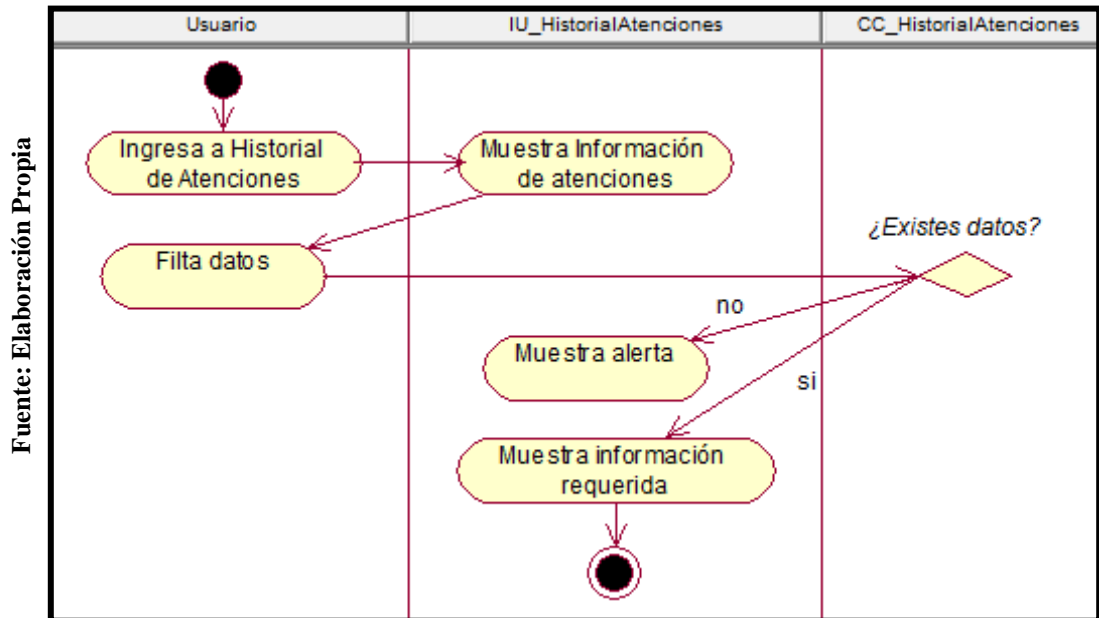 Usuario
IU_HistorialAtenciones
CC_HistorialAtenciones
Ingresa a Historial
de Atenciones
Muestra Información
de atenciones
Filta datos
¿Existes datos?
no
Muestra alerta
si
Muestra información
requerida
Fuente: Elaboración Propia